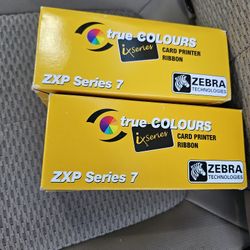 true COLOURS
ix Series
CARD PRINTER
RIBBON
ZXP Series 7
ZEBRA
TECHNOLOGIES
true COLOURS
ix Series
CARD PRINTER
RIBBON
ZXP Series 7
ZEBRA
TECHNOLOGIES